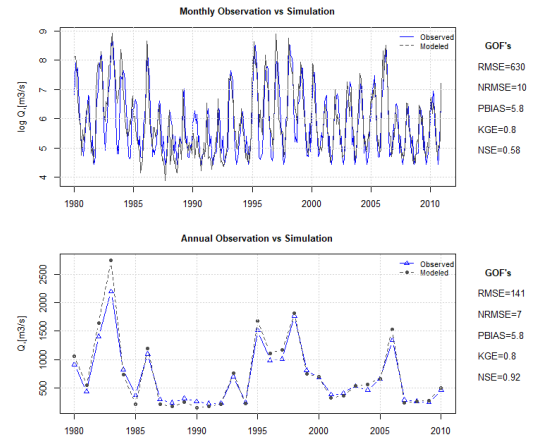 Monthly Observation vs Simulation
log Q,[m3/s]
9
8
7
6
5
4
Observed
Modeled
1980 1985 1990 1995 2000 2005 2010
GOF's
RMSE=630
NRMSE=10
PBIAS=5.8
KGE=0.8
NSE=0.58
Annual Observation vs Simulation
Q,[m3/s]
2500
2000
1500
1000
500
Observed
Modeled
1980 1985 1990 1995 2000 2005 2010
GOF's
RMSE=141
NRMSE=7
PBIAS=5.8
KGE=0.8
NSE=0.92